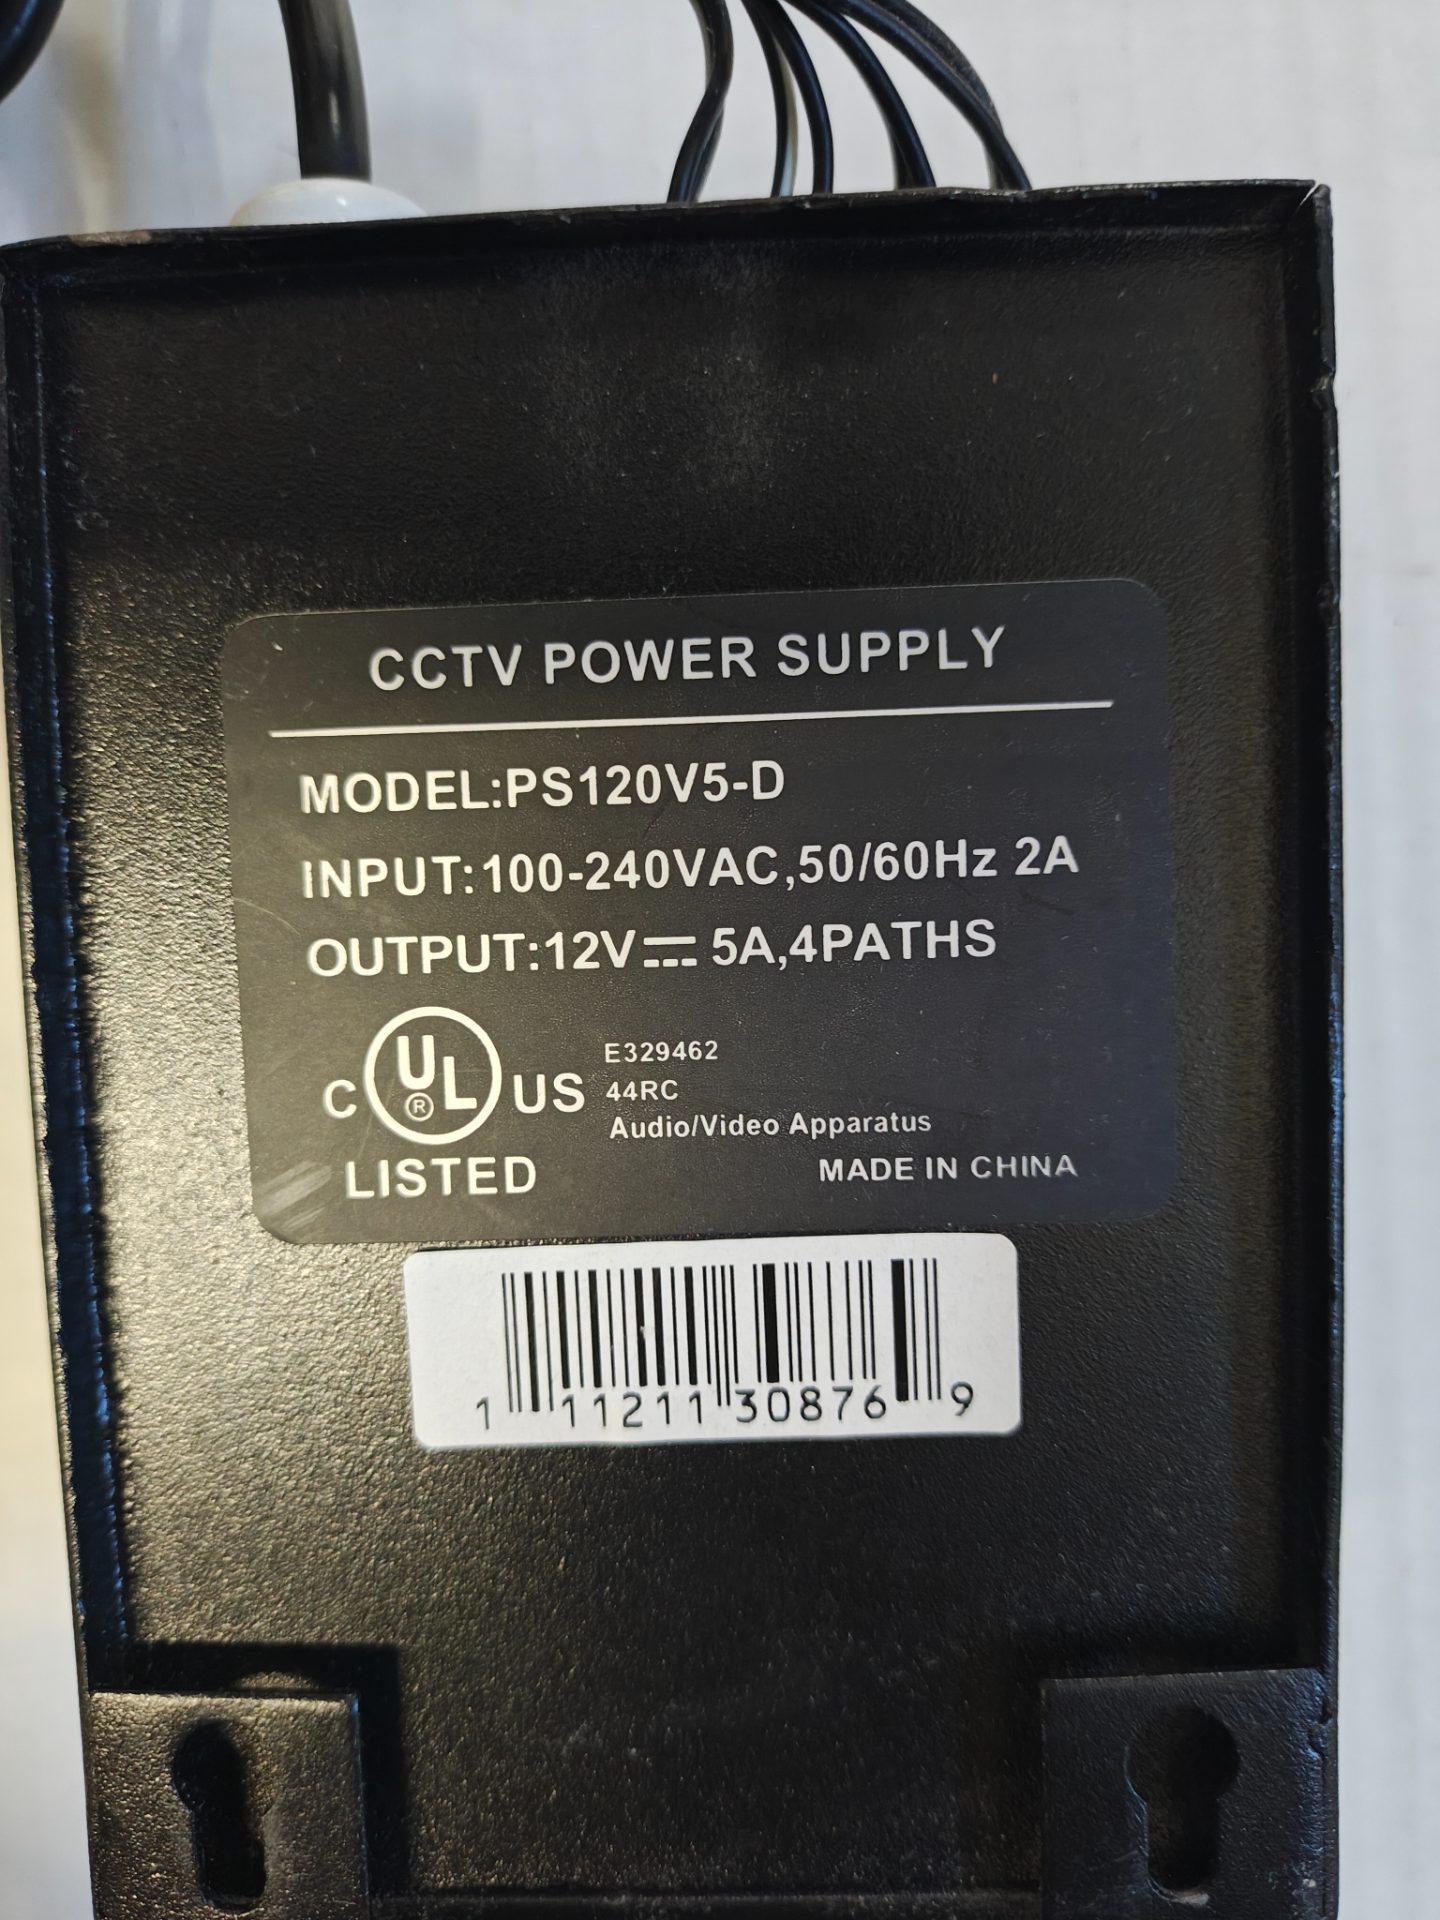 CCTV POWER SUPPLY
MODEL:PS120V5-D
INPUT:100-240VAC,50/60Hz 2A
OUTPUT:12V⎓ 5A,4PATHS
C UL® US
LISTED
E329462
44RC
Audio/Video Apparatus
MADE IN CHINA
1 11211 30876 9